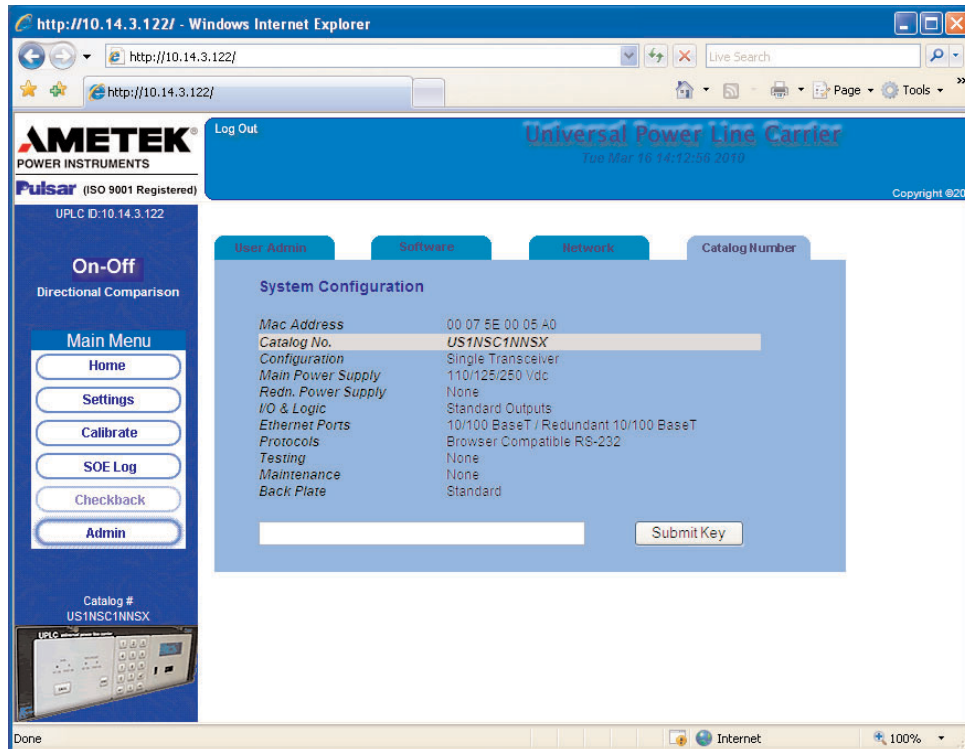 http://10.14.3.122/ - Windows Internet Explorer
http://10.14.3.122/
Live Search
http://10.14.3.122/
Page
Tools
AMETEK®
POWER INSTRUMENTS
Pulsar (ISO 9001 Registered)
Log Out
Universal Power Line Carrier
Tue Mar 16 14:12:56 2010
Copyright ©20
UPLC ID:10.14.3.122
On-Off
Directional Comparison
Main Menu
Home
Settings
Calibrate
SOE Log
Checkback
Admin
User Admin
Software
Network
Catalog Number
System Configuration
Mac Address 00 07 5E 00 05 A0
Catalog No. US1NSC1NNSX
Configuration Single Transceiver
Main Power Supply 110/125/250 Vdc
Redn. Power Supply None
I/O & Logic Standard Outputs
Ethernet Ports 10/100 BaseT / Redundant 10/100 BaseT
Protocols Browser Compatible RS-232
Testing None
Maintenance None
Back Plate Standard
Submit Key
Catalog #
US1NSC1NNSX
UPLC universal power line carrier
Done
Internet
100%